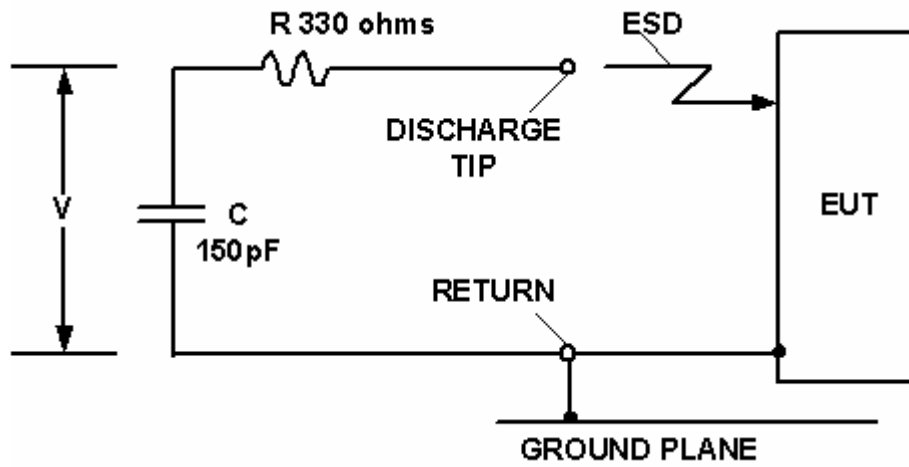 R 330 ohms
ESD
DISCHARGE
TIP
V
C
150pF
EUT
RETURN
GROUND PLANE